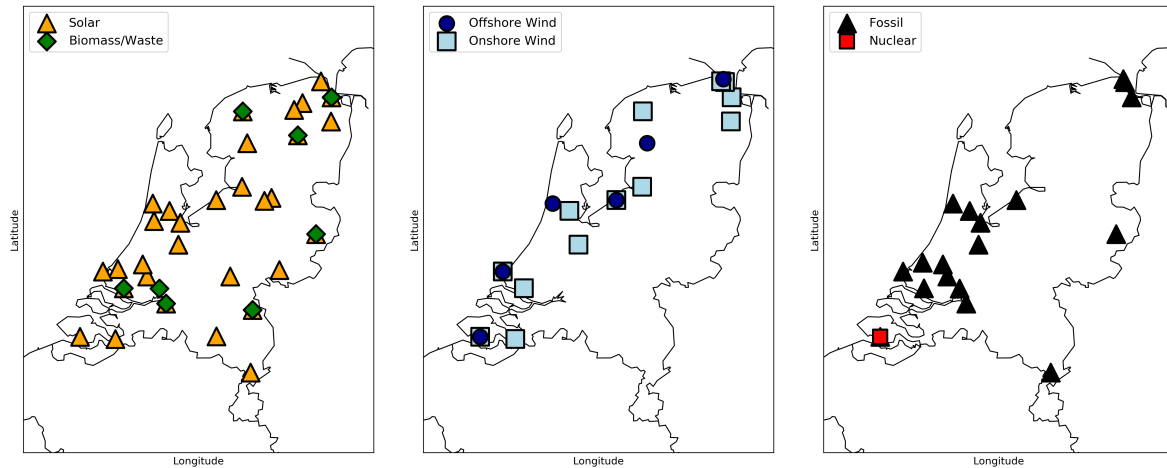 Solar
Biomass/Waste
Latitude
Longitude
Offshore Wind
Onshore Wind
Latitude
Longitude
Fossil
Nuclear
Latitude
Longitude